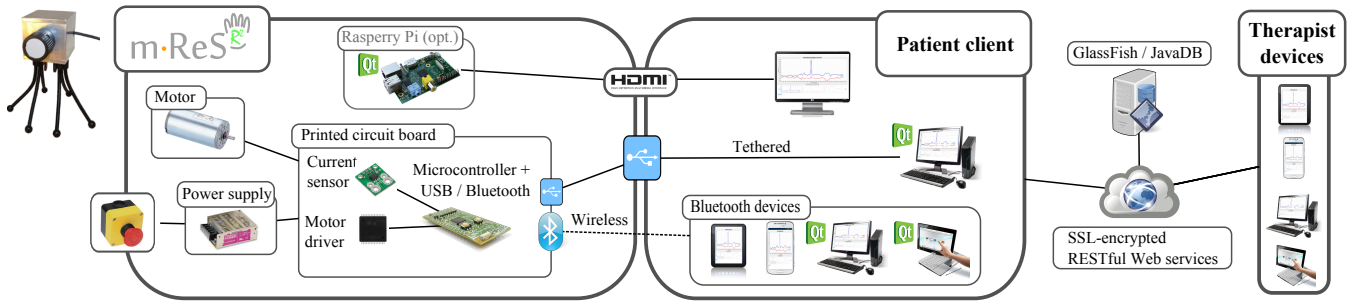 m·ReS
R²
Rasperry Pi (opt.)
Qt
Motor
Printed circuit board
Current
sensor
Microcontroller +
USB / Bluetooth
Power supply
Motor
driver
HDMI
Patient client
Tethered
Qt
Wireless
Bluetooth devices
Qt
Qt
GlassFish / JavaDB
SSL-encrypted
RESTful Web services
Therapist
devices